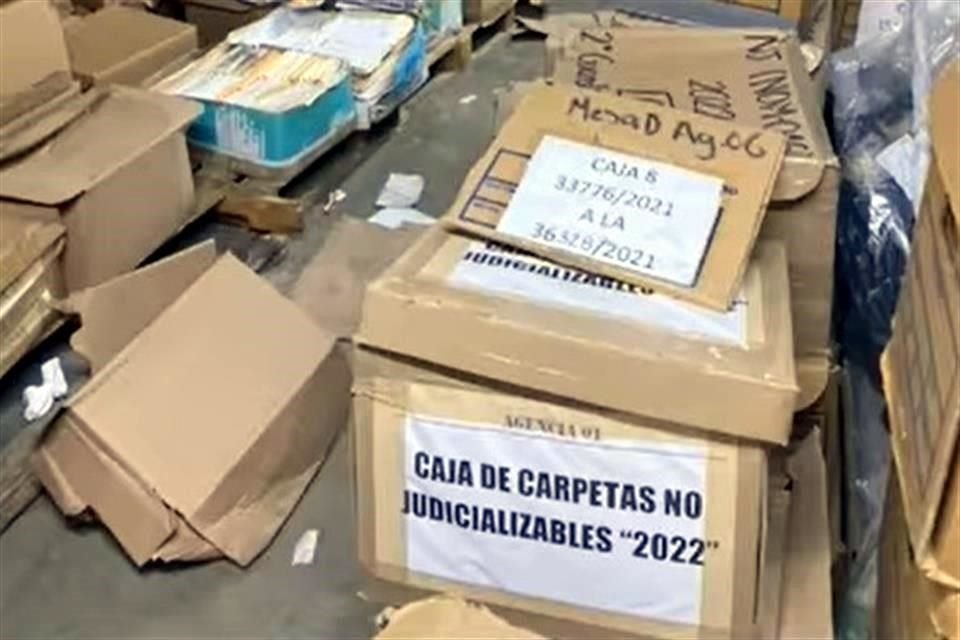 2022
Mesa D Ag.06
CAJA 8
33776/2021
A LA
36328/2021
JUDICIALIZABLES
AGENCIA 01
CAJA DE CARPETAS NO
JUDICIALIZABLES “2022”